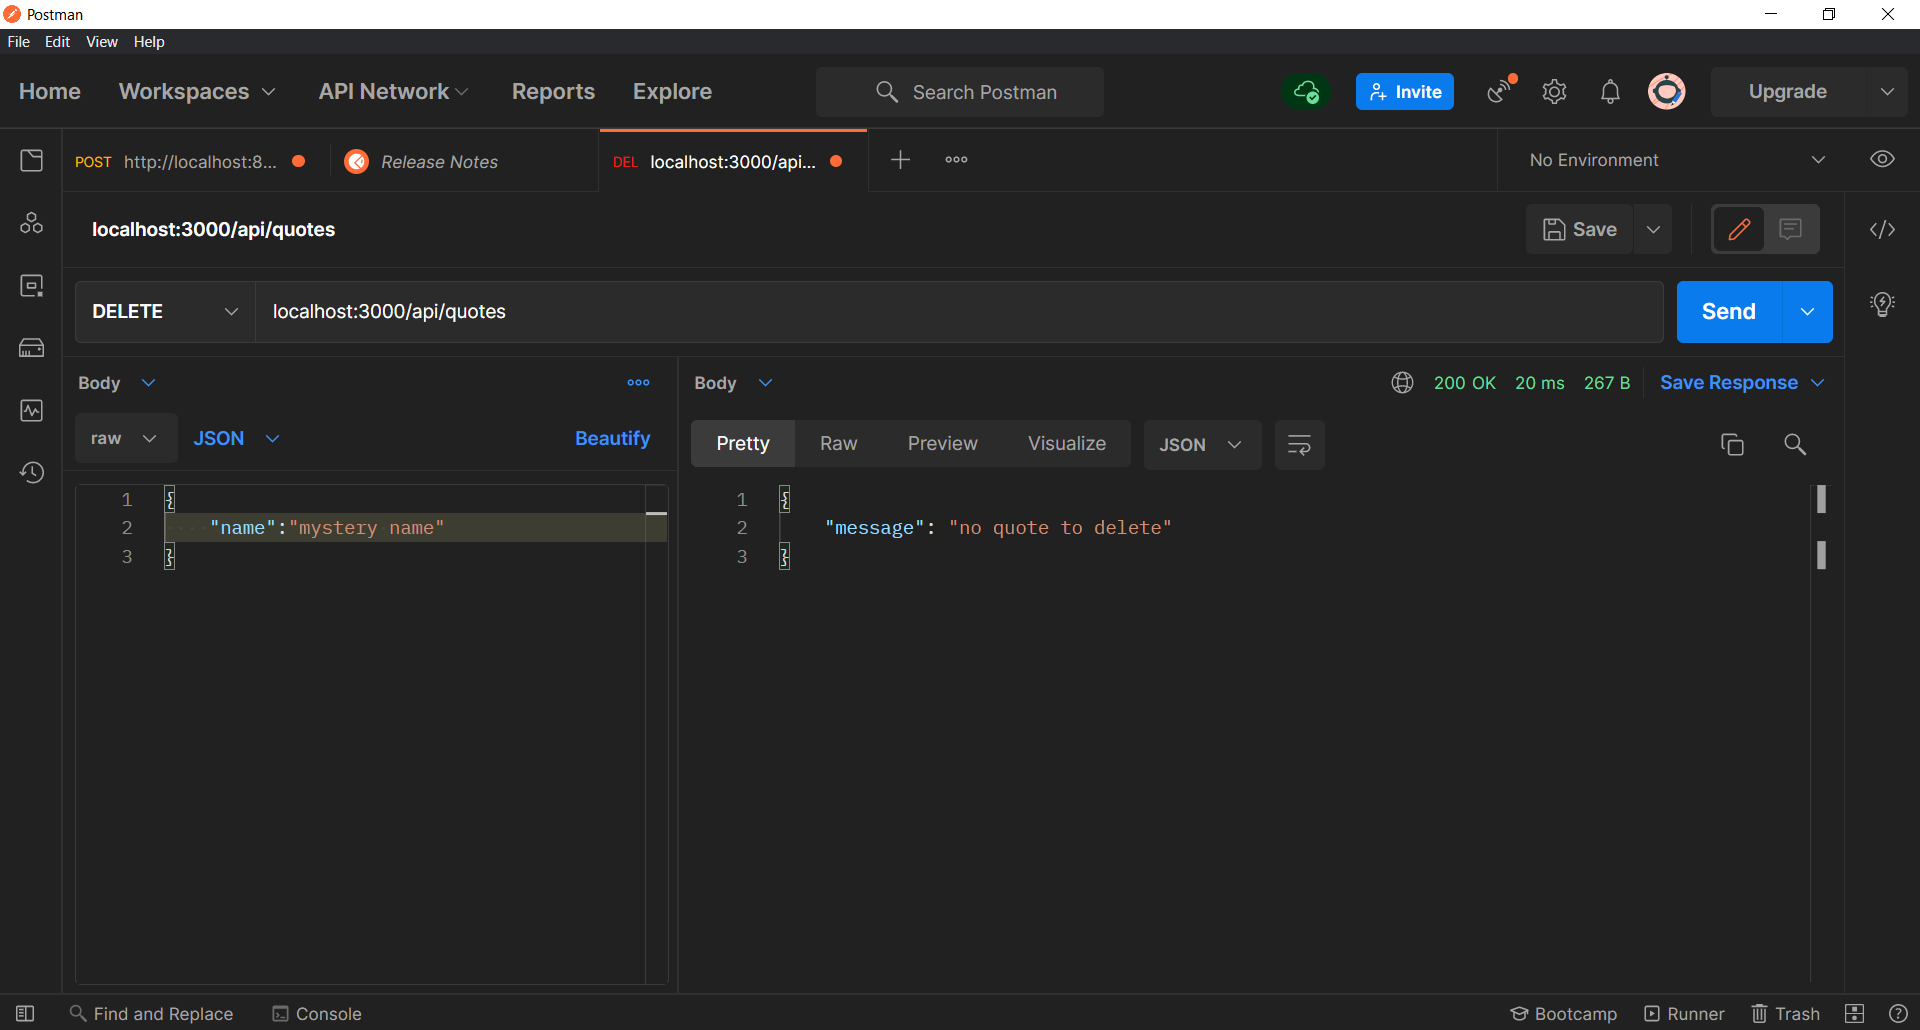 Postman
File Edit View Help
Home Workspaces API Network Reports Explore Search Postman Invite Upgrade
POST http://localhost:8... Release Notes DEL localhost:3000/api... No Environment
localhost:3000/api/quotes Save
DELETE localhost:3000/api/quotes Send
Body Body 200 OK 20 ms 267 B Save Response
raw JSON Beautify Pretty Raw Preview Visualize JSON
1 { 1 {
2 "name":"mystery name" 2 "message": "no quote to delete"
3 } 3 }
Find and Replace Console Bootcamp Runner Trash